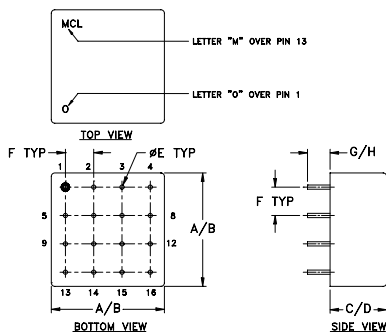 MCL
LETTER "M" OVER PIN 13
O
LETTER "O" OVER PIN 1
TOP VIEW
F TYP
øE TYP
G/H
1 2 3 4
F TYP
5 8
A/B
9 12
13 14 15 16
A/B
C/D
BOTTOM VIEW
SIDE VIEW